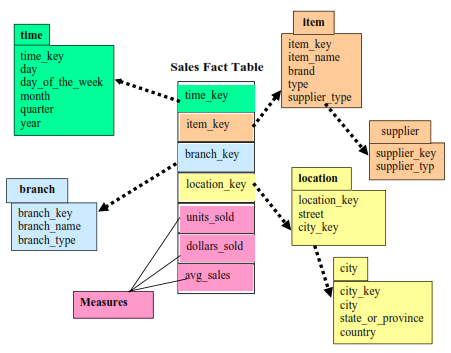 time
time_key
day
day_of_the_week
month
quarter
year
item
item_key
item_name
brand
type
supplier_type
Sales Fact Table
time_key
item_key
branch_key
location_key
units_sold
dollars_sold
avg_sales
supplier
supplier_key
supplier_typ
branch
branch_key
branch_name
branch_type
location
location_key
street
city_key
city
city_key
city
state_or_province
country
Measures